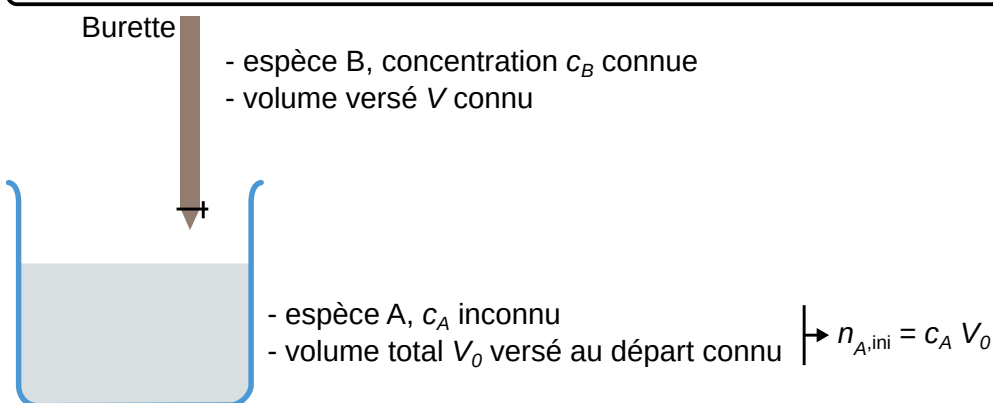 Burette
- espèce B, concentration c_B connue
- volume versé V connu
- espèce A, c_A inconnu
- volume total V_0 versé au départ connu
n_{A,ini} = c_A V_0